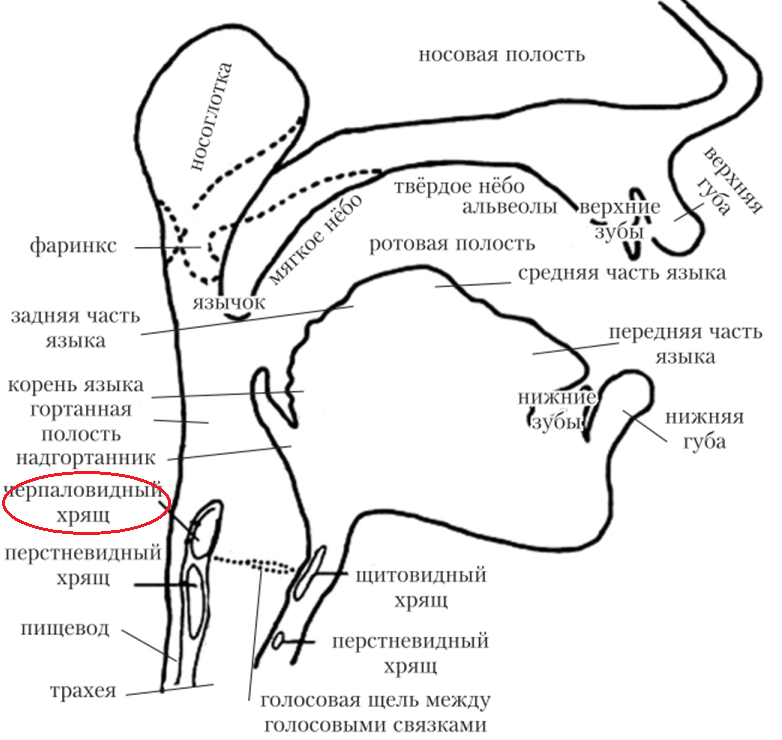 носовая полость
носоглотка
верхняя
губа
твёрдое нёбо
альвеолы
верхние
зубы
мягкое нёбо
ротовая полость
фаринкс
язычок
средняя часть языка
задняя часть
языка
передняя часть
языка
корень языка
гортанная
полость
надгортанник
нижние
зубы
нижняя
губа
черпаловидный
хрящ
перстневидный
хрящ
щитовидный
хрящ
пищевод
перстневидный
хрящ
трахея
голосовая щель между
голосовыми связками